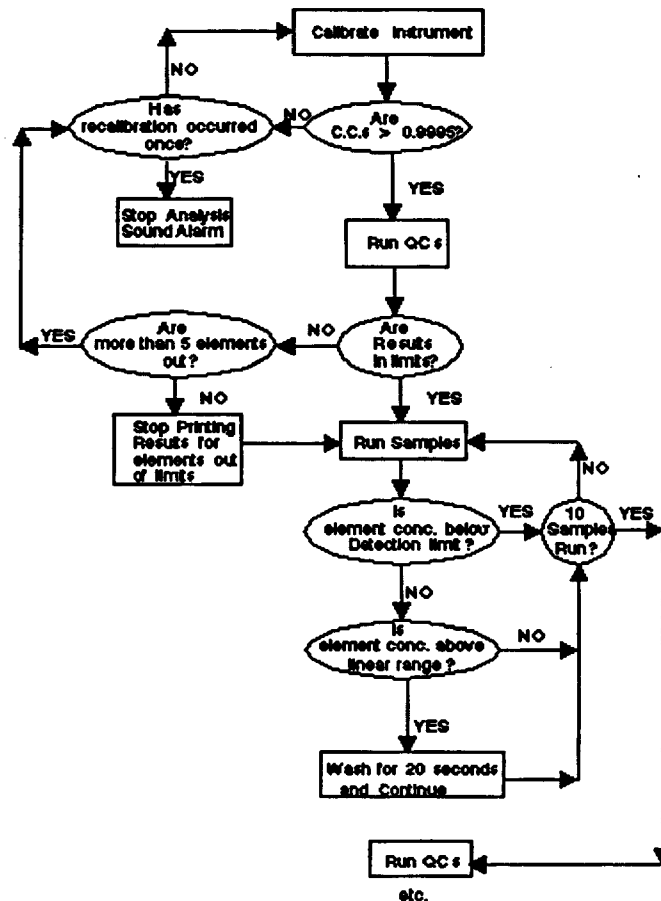 Calibrate Instrument
NO
Has
recalibration occurred
once?
NO
Are
C.C.s > 0.9995?
YES
Stop Analysis
Sound Alarm
YES
Run QCs
YES
Are
more than 5 elements
out?
NO
Are
Results
in limits?
NO
YES
Stop Printing
Results for
elements out
of limits
Run Samples
NO
Is
element conc. below
Detection limit?
YES
10
Samples
Run?
YES
NO
Is
element conc. above
linear range?
NO
YES
Wash for 20 seconds
and Continue
Run QCs
etc.